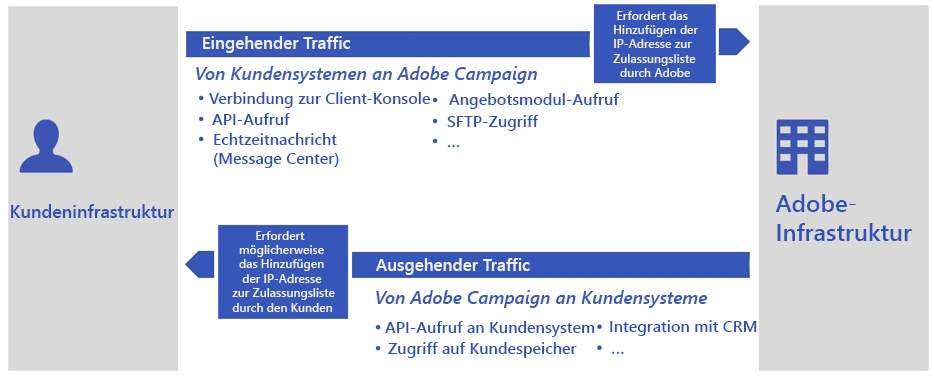 Eingehender Traffic
Erfordert das
Hinzufügen der
IP-Adresse zur
Zulassungsliste
durch Adobe
Von Kundensystemen an Adobe Campaign
• Verbindung zur Client-Konsole
• API-Aufruf
• Echtzeitnachricht
(Message Center)
• Angebotsmodul-Aufruf
• SFTP-Zugriff
• ...
Kundeninfrastruktur
Adobe-
Infrastruktur
Erfordert
möglicherweise
das Hinzufügen
der IP-Adresse
zur Zulassungsliste
durch den Kunden
Ausgehender Traffic
Von Adobe Campaign an Kundensysteme
• API-Aufruf an Kundensystem
• Zugriff auf Kundespeicher
• Integration mit CRM
• ...